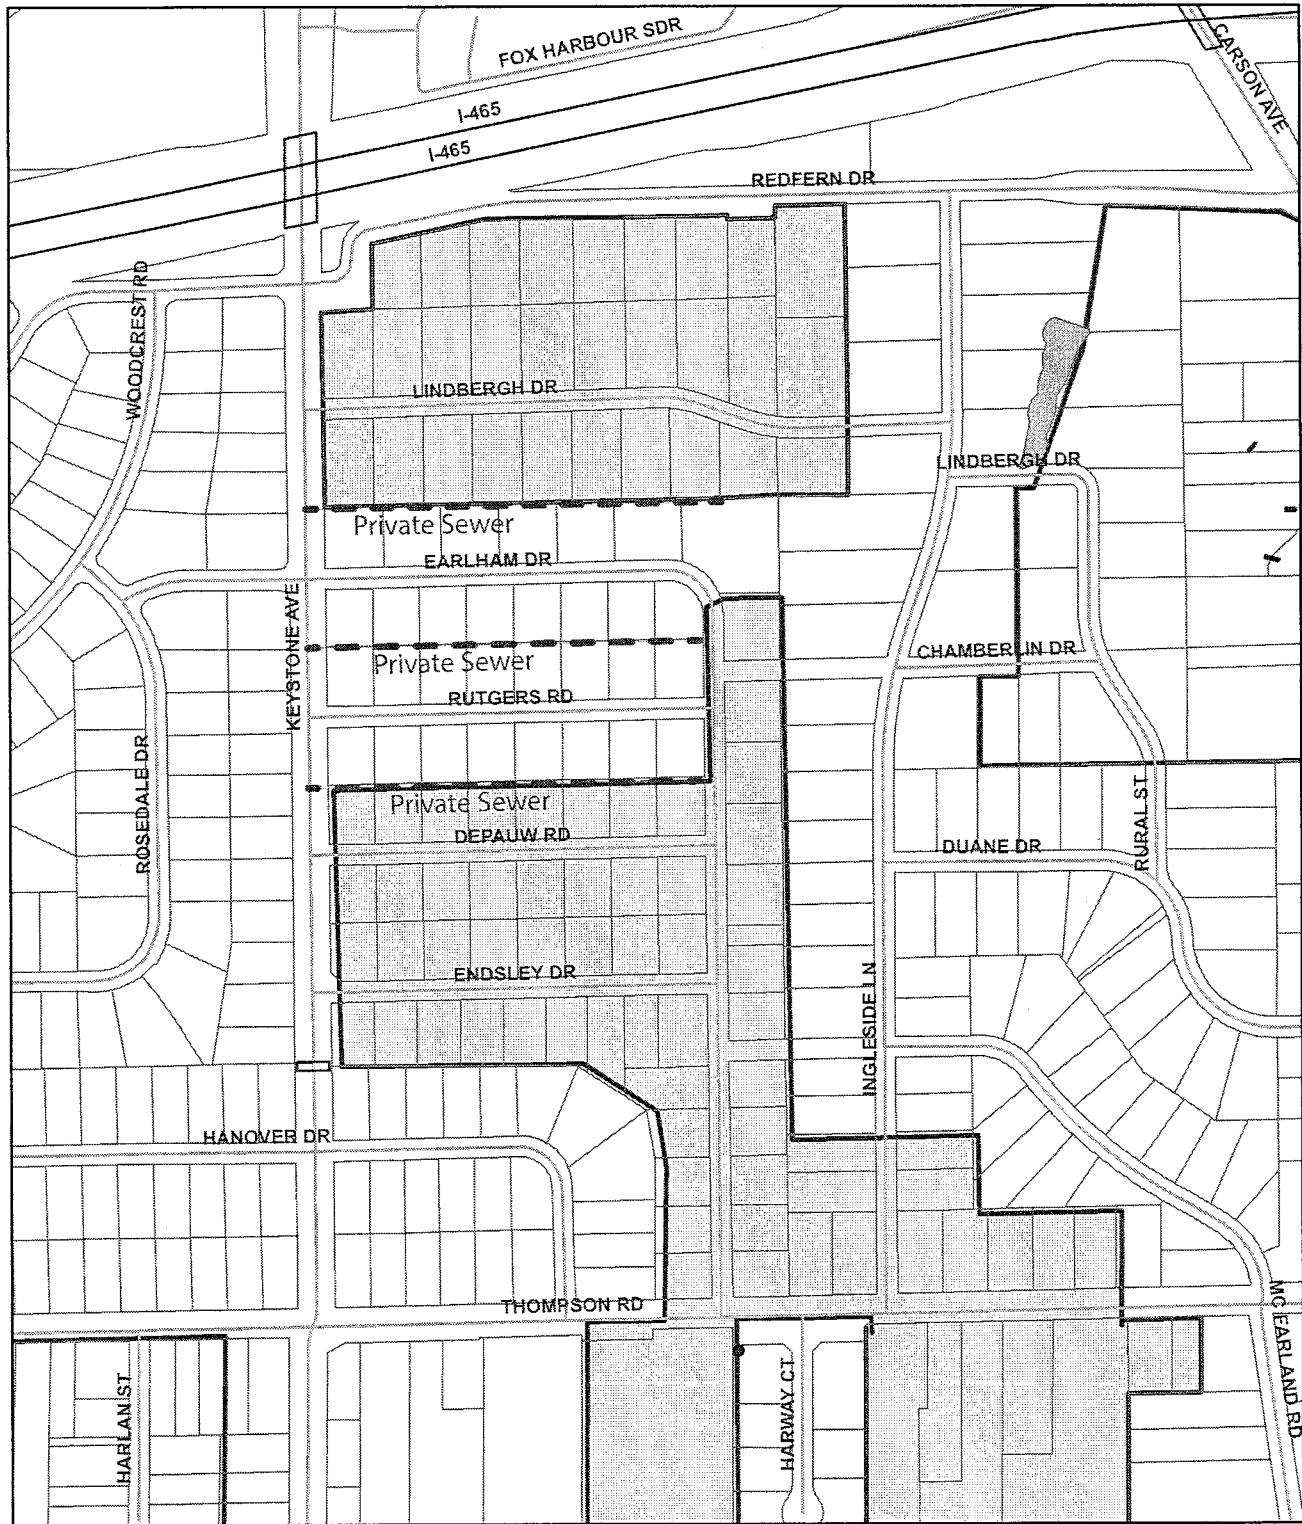 FOX HARBOUR SDR
CARSON AVE
I-465
I-465
REDFERN DR
WOODCREST RD
LINDBERGH DR
LINDBERGH DR
Private Sewer
EARLHAM DR
KEYSTONE AVE
CHAMBERLIN DR
Private Sewer
RUTGERS RD
ROSEDALE DR
RURAL ST
Private Sewer
DEPAUW RD
DUANE DR
ENDSLEY DR
INGLESIDE LN
HANOVER DR
THOMPSON RD
MC FARLAND RD
HARLAN ST
HARWAY CT